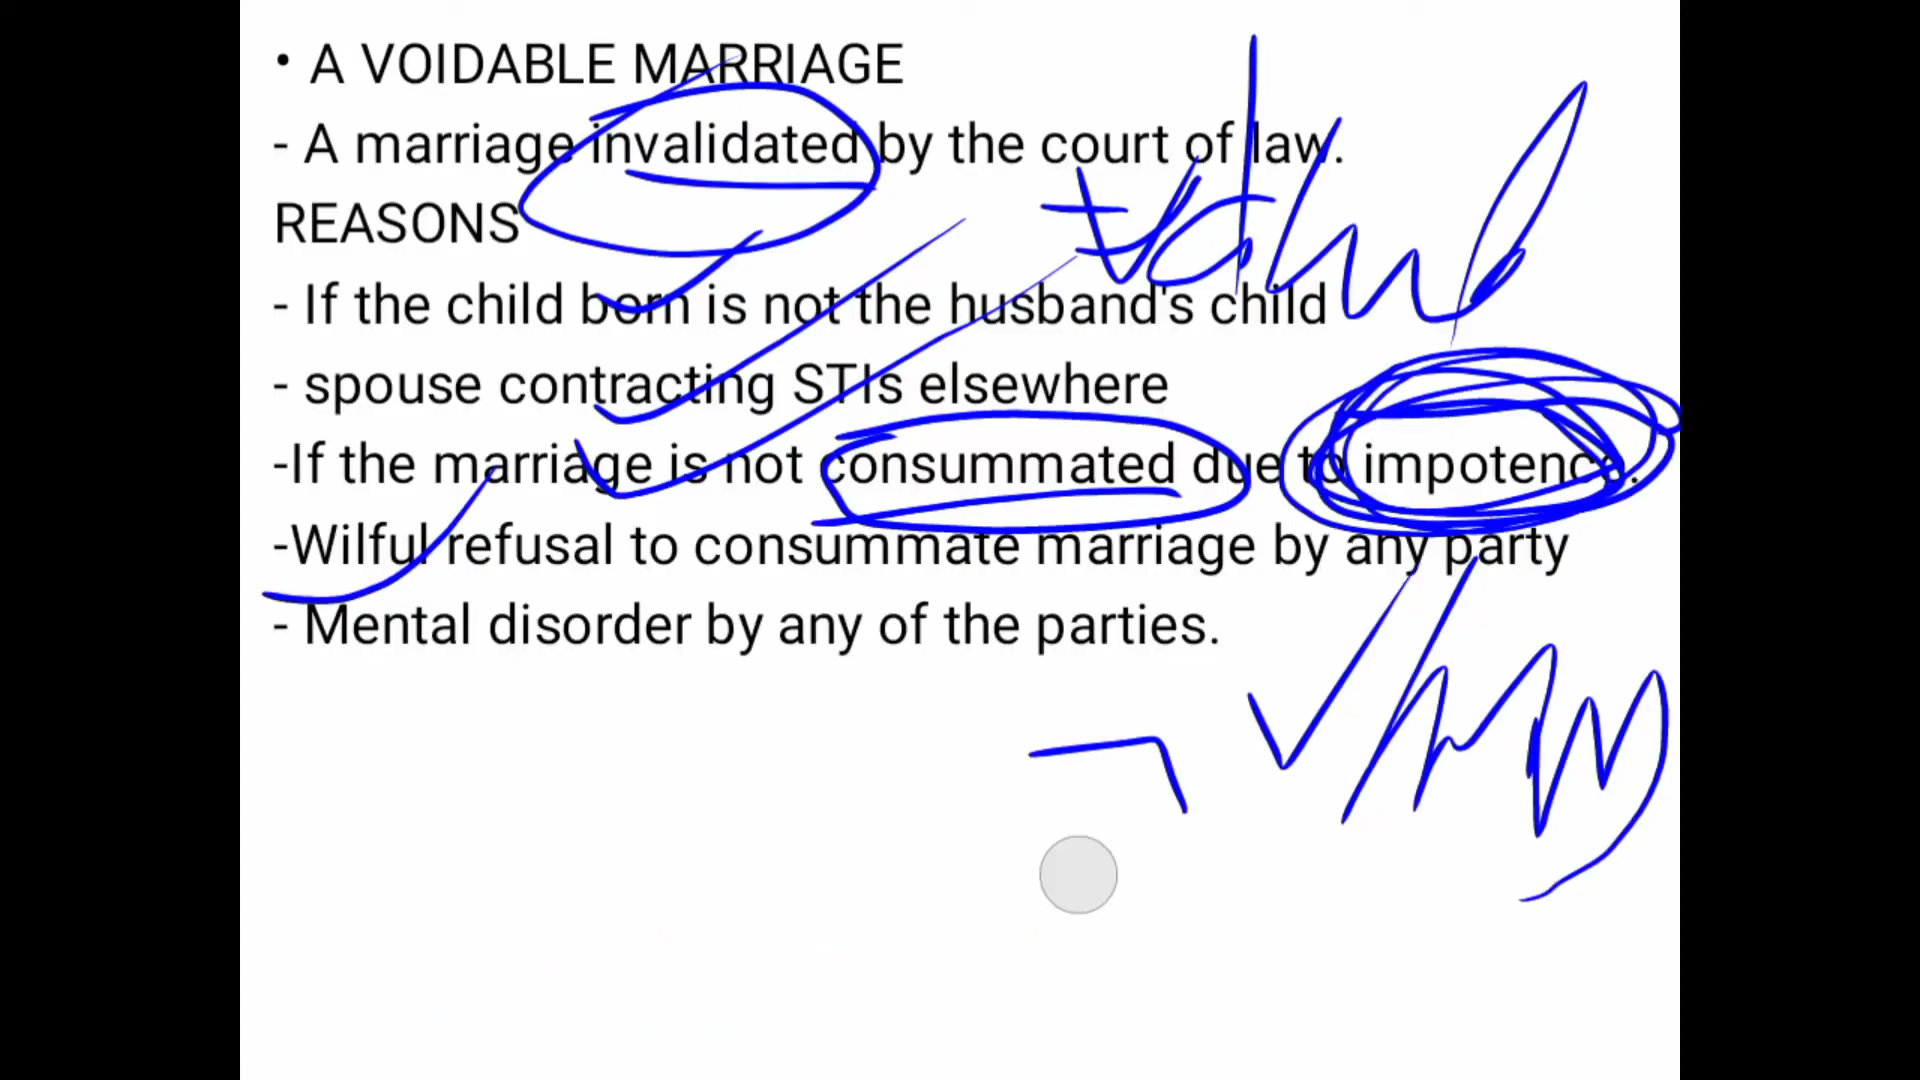 • A VOIDABLE MARRIAGE
- A marriage invalidated by the court of law.
REASONS
- If the child born is not the husband's child
- spouse contracting STIs elsewhere
-If the marriage is not consummated due to impotence.
-Wilful refusal to consummate marriage by any party
- Mental disorder by any of the parties.